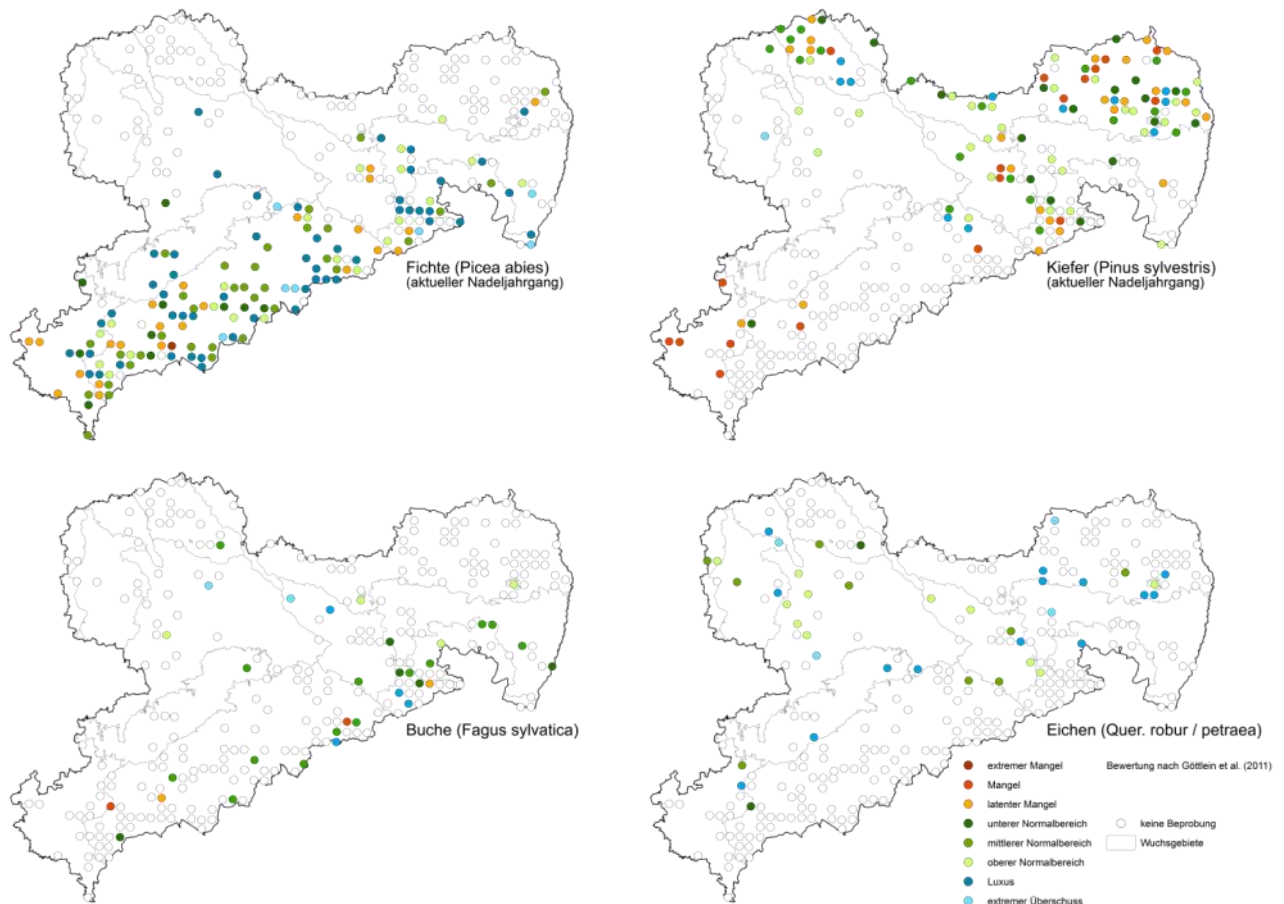 Fichte (Picea abies)
(aktueller Nadeljahrgang)
Kiefer (Pinus sylvestris)
(aktueller Nadeljahrgang)
Buche (Fagus sylvatica)
Eichen (Quer. robur / petraea)
extremer Mangel
Bewertung nach Göttlein et al. (2011)
Mangel
latenter Mangel
unterer Normalbereich
keine Beprobung
mittlerer Normalbereich
Wuchsgebiete
oberer Normalbereich
Luxus
extremer Überschuss